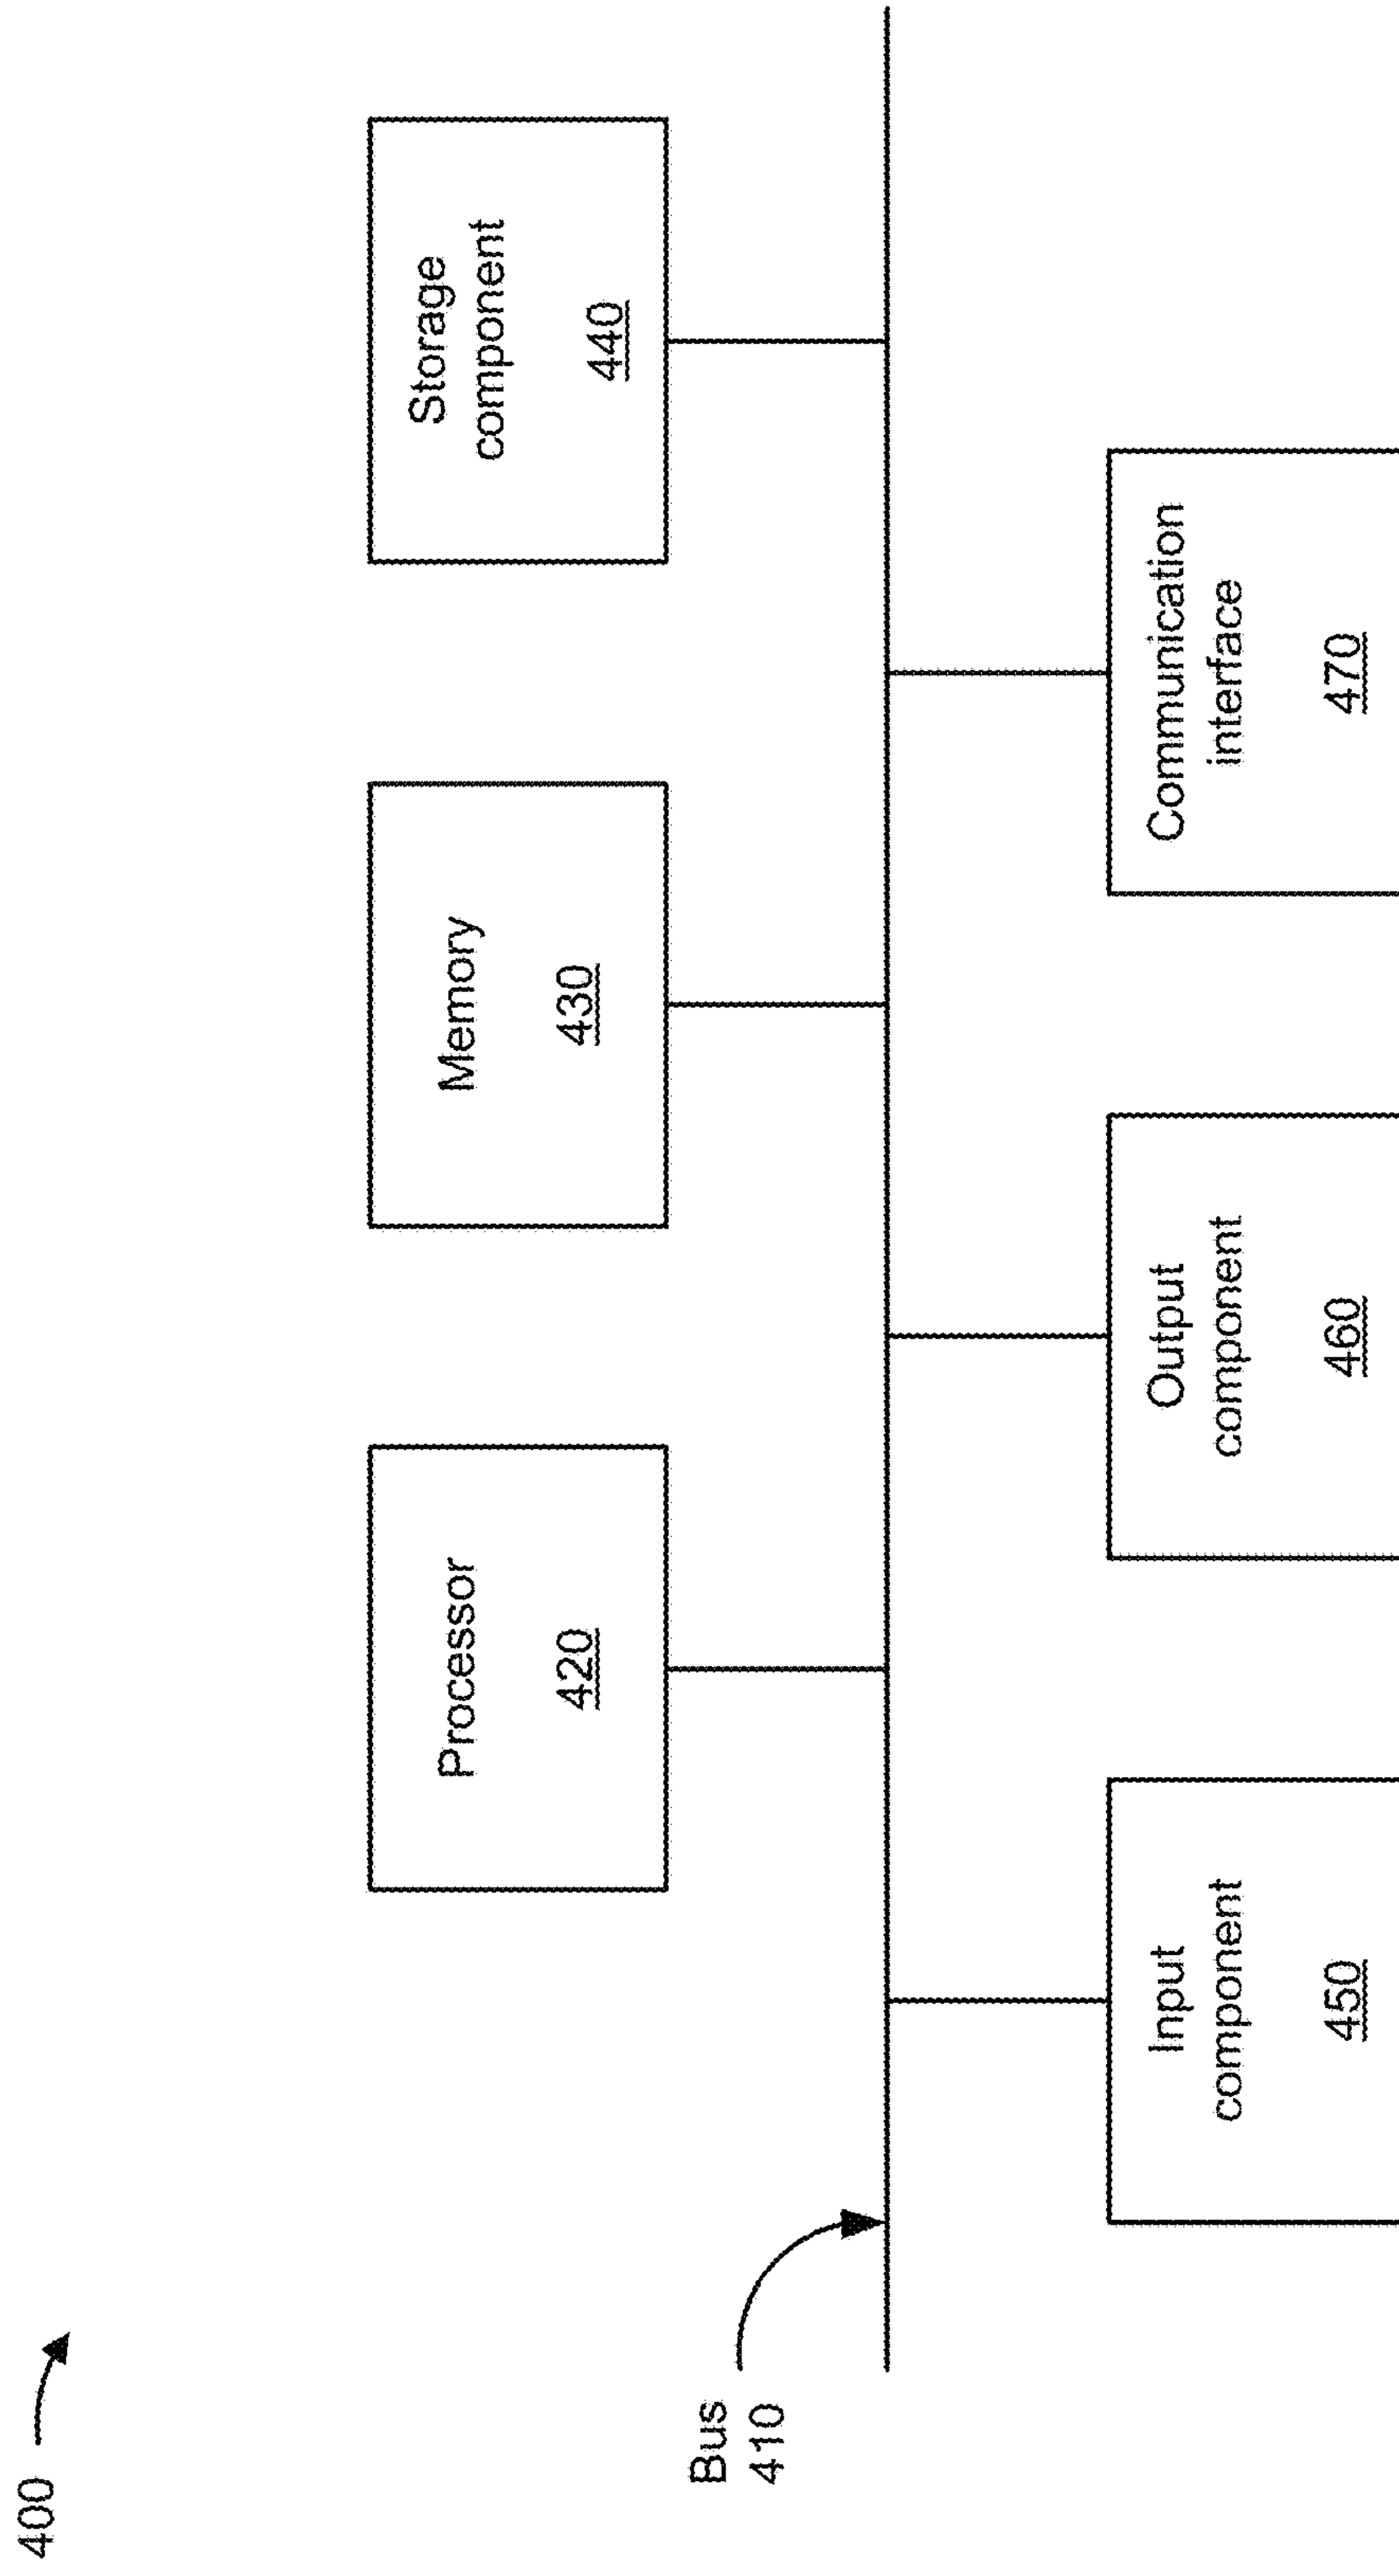 400
Processor
420
Memory
430
Storage
component
440
Bus
410
Input
component
450
Output
component
460
Communication
interface
470